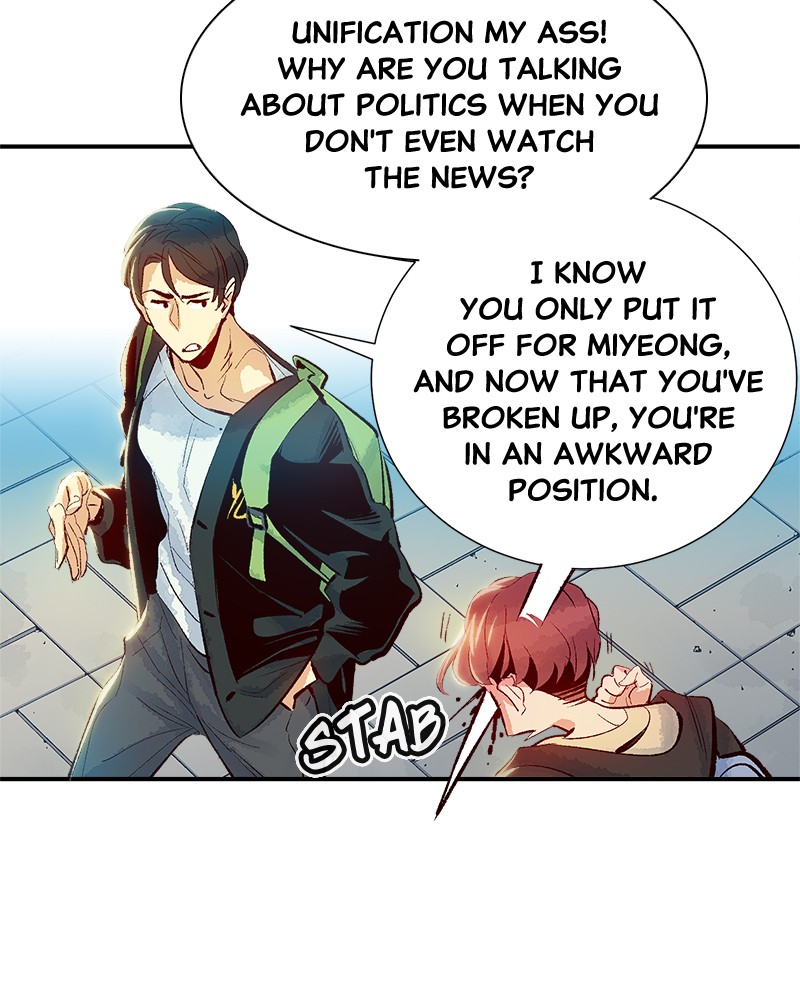 UNIFICATION MY ASS!
WHY ARE YOU TALKING
ABOUT POLITICS WHEN YOU
DON'T EVEN WATCH
THE NEWS?
I KNOW
YOU ONLY PUT IT
OFF FOR MIYEONG,
AND NOW THAT YOU'VE
BROKEN UP, YOU'RE
IN AN AWKWARD
POSITION.
STAB